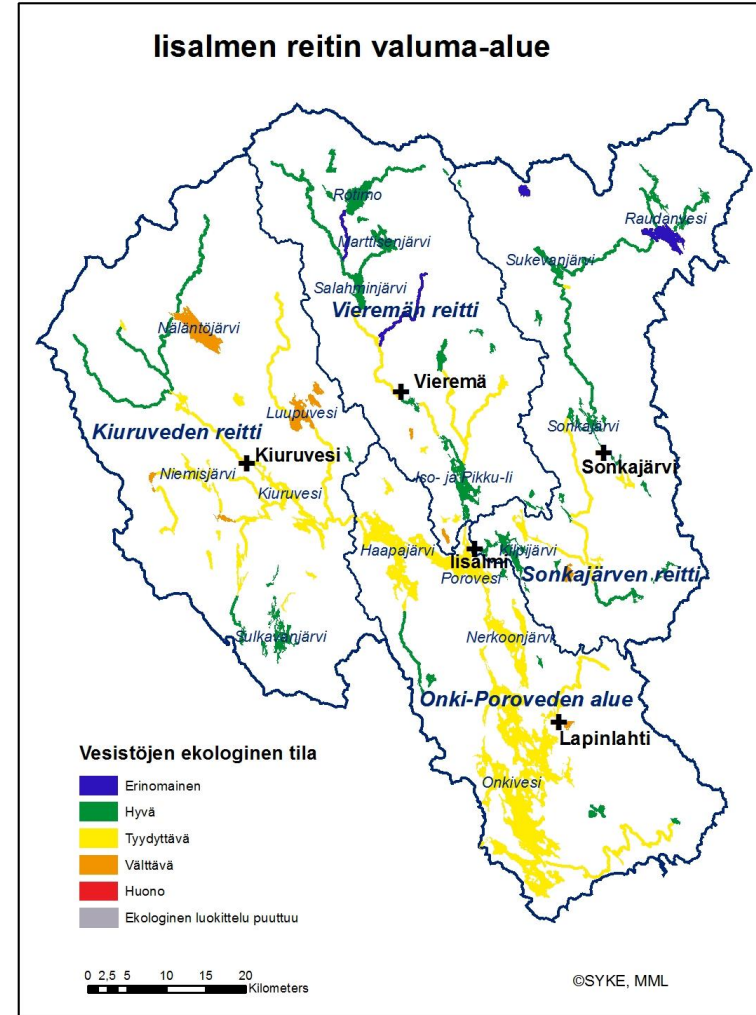 Iisalmen reitin valuma-alue
Rotimo
Raudanvesi
Marttisenjärvi
Sukevanjärvi
Salahminjärvi
Vieremän reitti
Näläntöjärvi
Vieremä
Luupuvesi
Sonkajärvi
Kiuruveden reitti
Kiuruvesi
Sonkajärvi
Niemisjärvi
Kiuruvesi
Iso- ja Pikku-Ii
Haapajärvi
Iisalmi
Kilpijärvi
Porovesi
Sonkajärven reitti
Sulkavanjärvi
Nerkoonjärvi
Onki-Poroveden alue
Lapinlahti
Onkivesi
Vesistöjen ekologinen tila
Erinomainen
Hyvä
Tyydyttävä
Välttävä
Huono
Ekologinen luokittelu puuttuu
0 2,5 5 10 15 20
Kilometers
©SYKE, MML